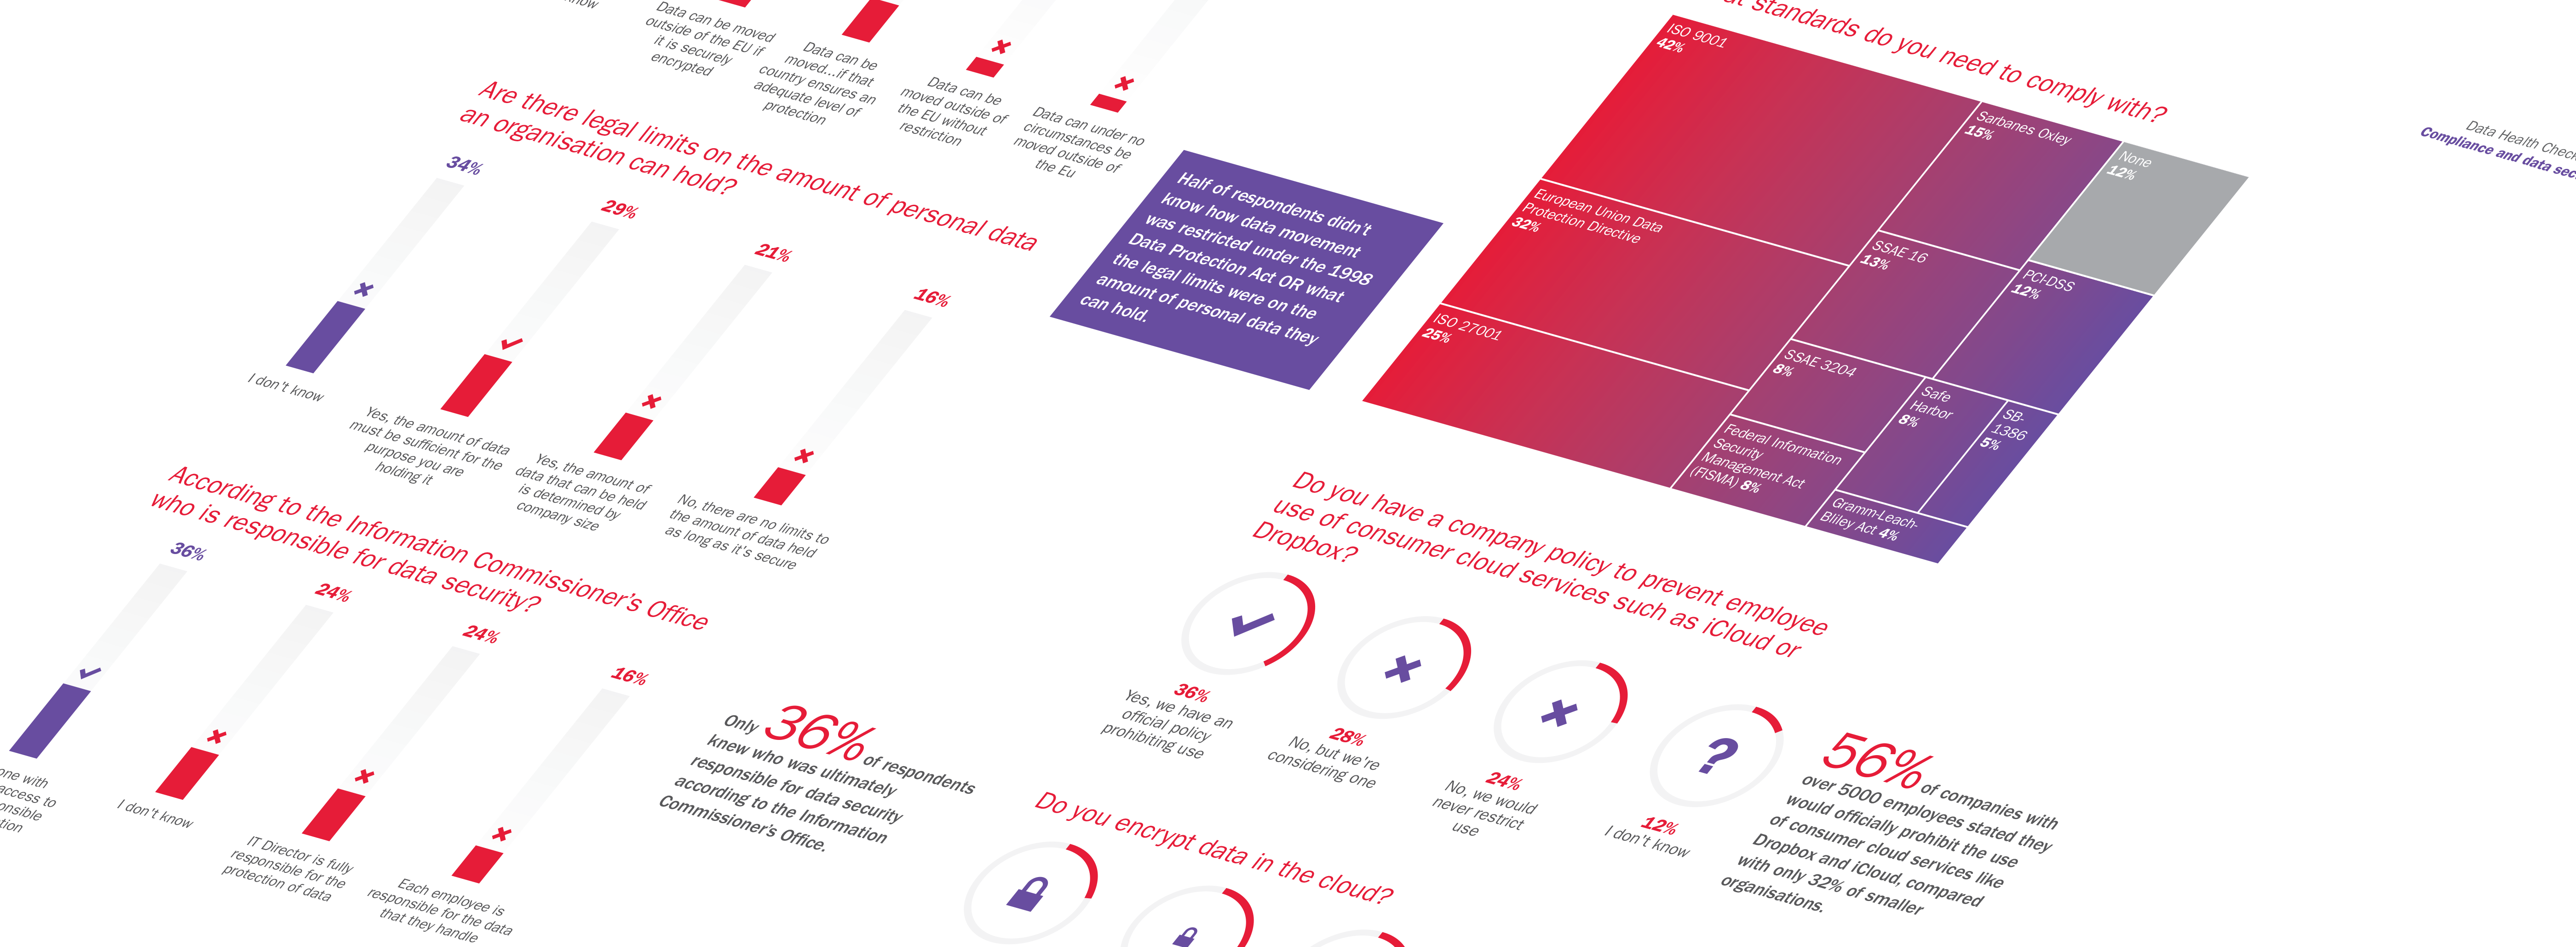 know
Data can be moved
outside of the EU if
it is securely
encrypted
Data can be
moved...if that
country ensures an
adequate level of
protection
Data can be
moved outside of
the EU without
restriction
Data can under no
circumstances be
moved outside of
the Eu
Are there legal limits on the amount of personal data
an organisation can hold?
34%
I don't know
29%
Yes, the amount of data
must be sufficient for the
purpose you are
holding it
21%
Yes, the amount of
data that can be held
is determined by
company size
16%
No, there are no limits to
the amount of data held
as long as it's secure
Half of respondents didn't
know how data movement
was restricted under the 1998
Data Protection Act OR what
the legal limits were on the
amount of personal data they
can hold.
According to the Information Commissioner's Office
who is responsible for data security?
36%
one with
access to
24%
I don't know
24%
IT Director is fully
responsible for the
protection of data
16%
Each employee is
responsible for the data
that they handle
Only 36% of respondents
knew who was ultimately
responsible for data security
according to the Information
Commissioner's Office.
standards do you need to comply with?
ISO 9001
42%
European Union Data
Protection Directive
32%
ISO 27001
25%
Sarbanes Oxley
15%
None
12%
SSAE 16
13%
PCI-DSS
12%
SSAE 3204
8%
Safe
Harbor
8%
SB-
1386
5%
Federal Information
Security
Management Act
(FISMA) 8%
Gramm-Leach-
Bliley Act 4%
Data Health Check
Compliance and data sec
Do you have a company policy to prevent employee
use of consumer cloud services such as iCloud or
Dropbox?
36%
Yes, we have an
official policy
prohibiting use
28%
No, but we're
considering one
24%
No, we would
never restrict
use
?
12%
I don't know
56% of companies with
over 5000 employees stated they
would officially prohibit the use
of consumer cloud services like
Dropbox and iCloud, compared
with only 32% of smaller
organisations.
Do you encrypt data in the cloud?